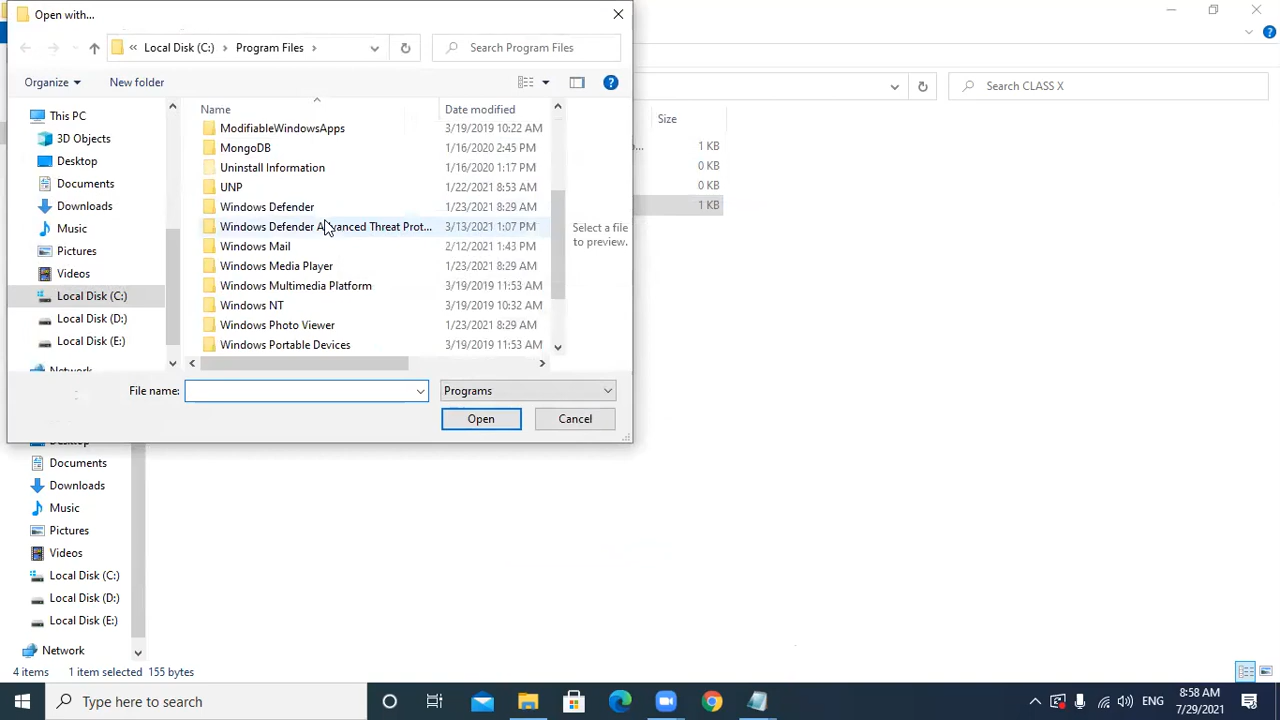 Open with...
« Local Disk (C:) › Program Files ›
Search Program Files
Search CLASS X
Organize
New folder
Name
Date modified
Size
This PC
3D Objects
Desktop
Documents
Downloads
Music
Pictures
Videos
Local Disk (C:)
Local Disk (D:)
Local Disk (E:)
ModifiableWindowsApps 3/19/2019 10:22 AM
MongoDB 1/16/2020 2:45 PM
Uninstall Information 1/16/2020 1:17 PM
UNP 1/22/2021 8:53 AM
Windows Defender 1/23/2021 8:29 AM
Windows Defender Advanced Threat Prot... 3/13/2021 1:07 PM
Windows Mail 2/12/2021 1:43 PM
Windows Media Player 1/23/2021 8:29 AM
Windows Multimedia Platform 3/19/2019 11:53 AM
Windows NT 3/19/2019 10:32 AM
Windows Photo Viewer 1/23/2021 8:29 AM
Windows Portable Devices 3/19/2019 11:53 AM
Select a file
to preview.
1 KB
0 KB
0 KB
1 KB
File name:
Programs
Open
Cancel
Documents
Downloads
Music
Pictures
Videos
Local Disk (C:)
Local Disk (D:)
Local Disk (E:)
Network
4 items 1 item selected 155 bytes
Type here to search
ENG
8:58 AM
7/29/2021